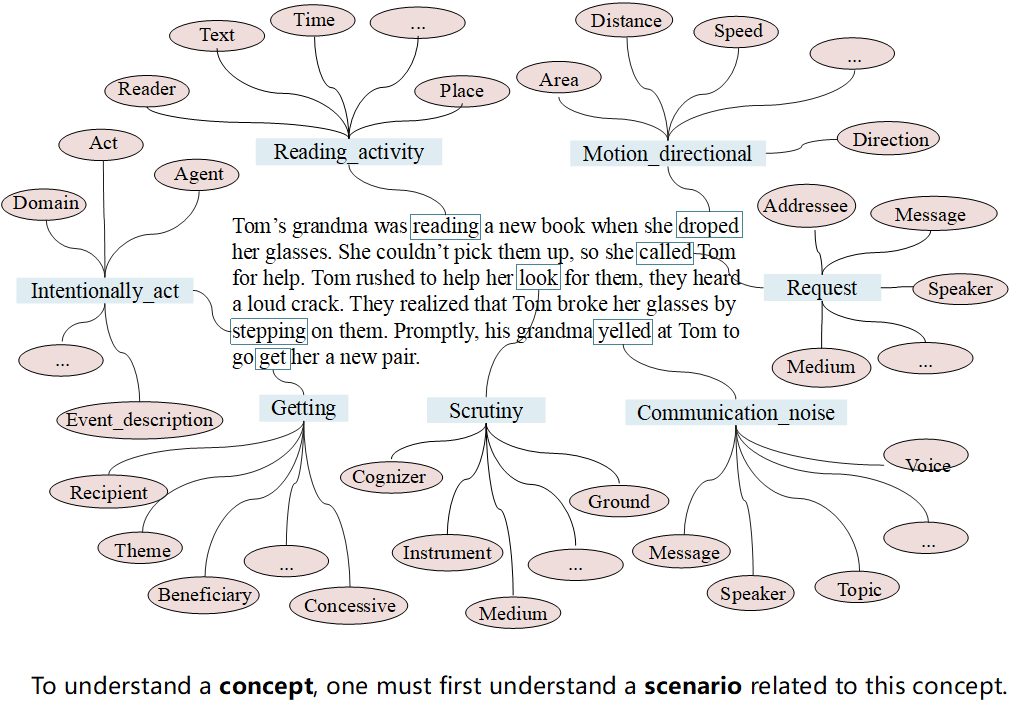 Distance
Time
...
Speed
Text
...
Area
Reader
Place
Direction
Act
Reading_activity
Motion_directional
Agent
Domain
Addressee
Message
Tom's grandma was reading a new book when she droped
her glasses. She couldn't pick them up, so she called Tom
for help. Tom rushed to help her look for them, they heard
a loud crack. They realized that Tom broke her glasses by
stepping on them. Promptly, his grandma yelled at Tom to
go get her a new pair.
Intentionally_act
Request
Speaker
...
Medium
...
Event_description
Getting
Scrutiny
Communication_noise
Voice
Recipient
Cognizer
Ground
Theme
...
Instrument
...
Message
...
Beneficiary
Concessive
Medium
Speaker
Topic
To understand a concept, one must first understand a scenario related to this concept.